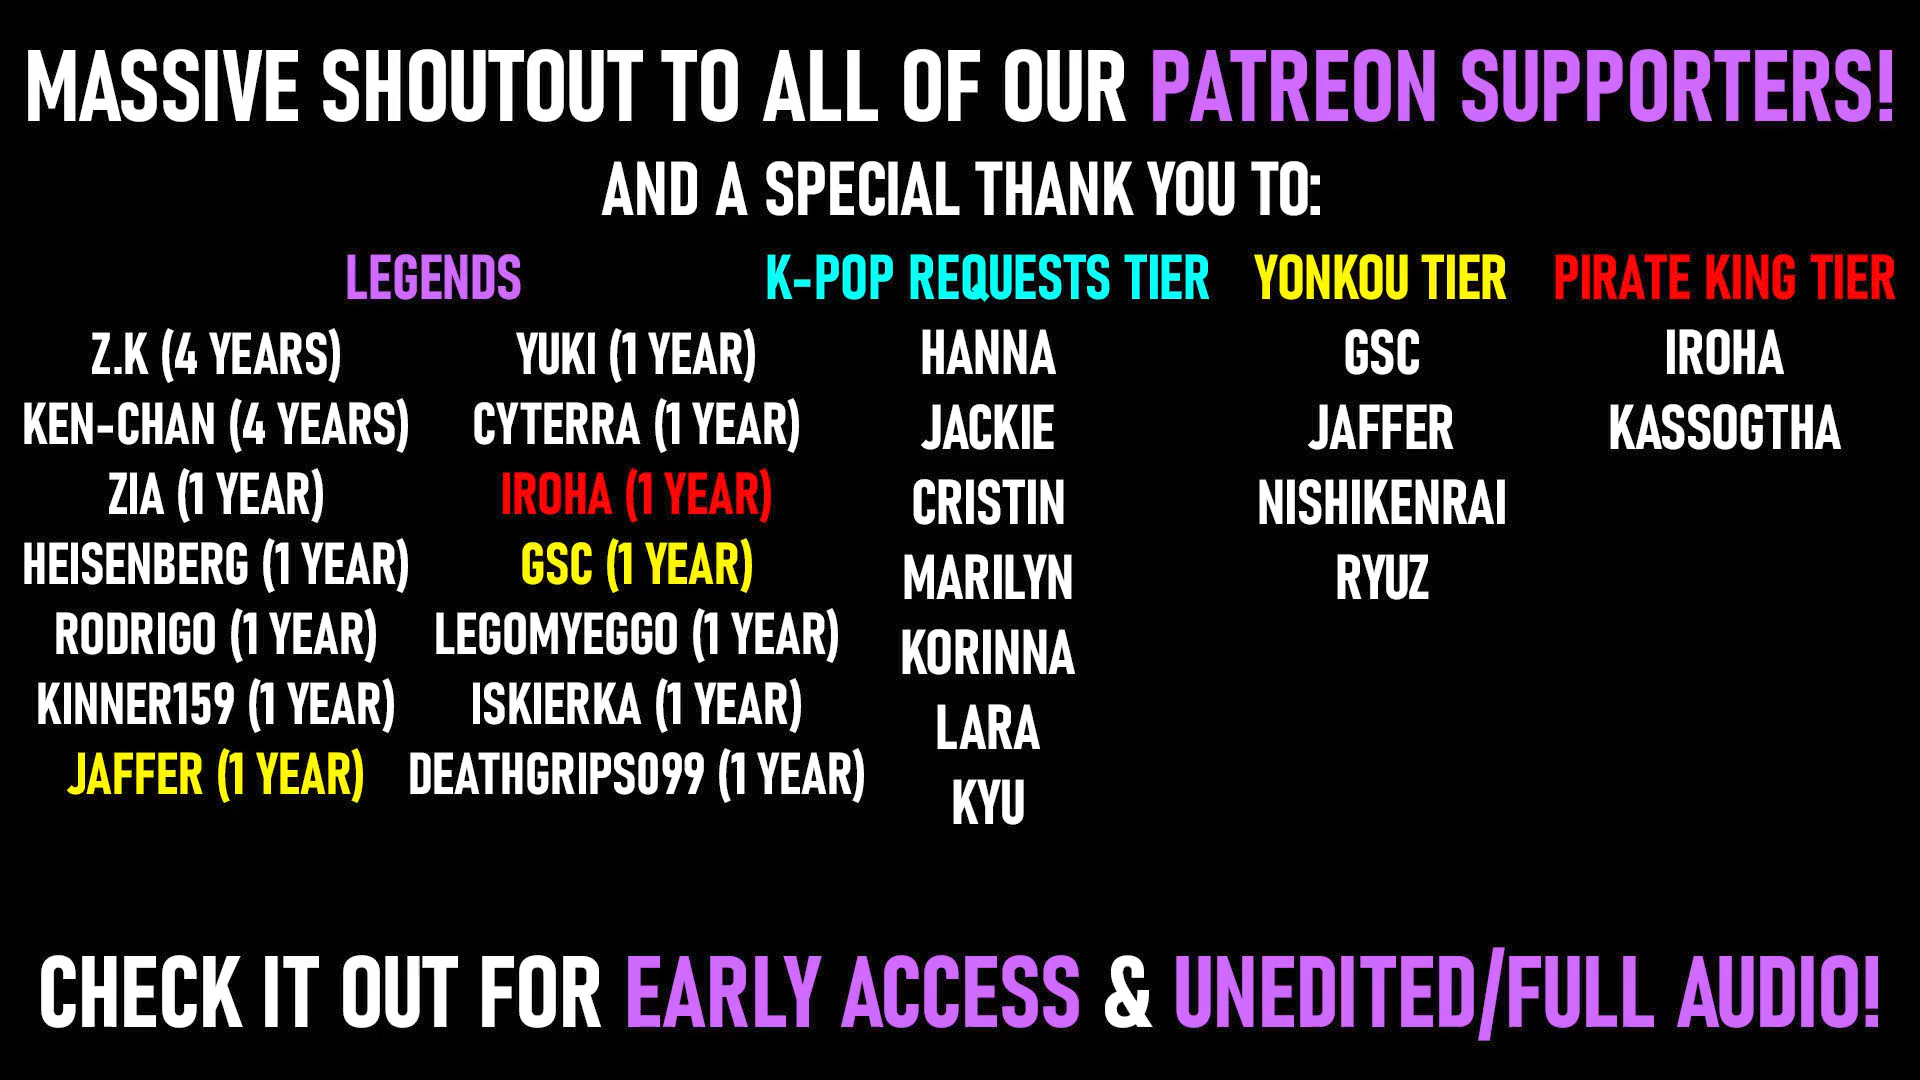 MASSIVE SHOUTOUT TO ALL OF OUR PATREON SUPPORTERS!
AND A SPECIAL THANK YOU TO:
LEGENDS
Z.K (4 YEARS)
KEN-CHAN (4 YEARS)
ZIA (1 YEAR)
HEISENBERG (1 YEAR)
RODRIGO (1 YEAR)
KINNER159 (1 YEAR)
JAFFER (1 YEAR)
YUKI (1 YEAR)
CYTERRA (1 YEAR)
IROHA (1 YEAR)
GSC (1 YEAR)
LEGOMYEGGO (1 YEAR)
ISKIERKA (1 YEAR)
DEATHGRIPS099 (1 YEAR)
K-POP REQUESTS TIER
HANNA
JACKIE
CRISTIN
MARILYN
KORINNA
LARA
KYU
YONKOU TIER
GSC
JAFFER
NISHIKENRAI
RYUZ
PIRATE KING TIER
IROHA
KASSOGTHA
CHECK IT OUT FOR EARLY ACCESS & UNEDITED/FULL AUDIO!